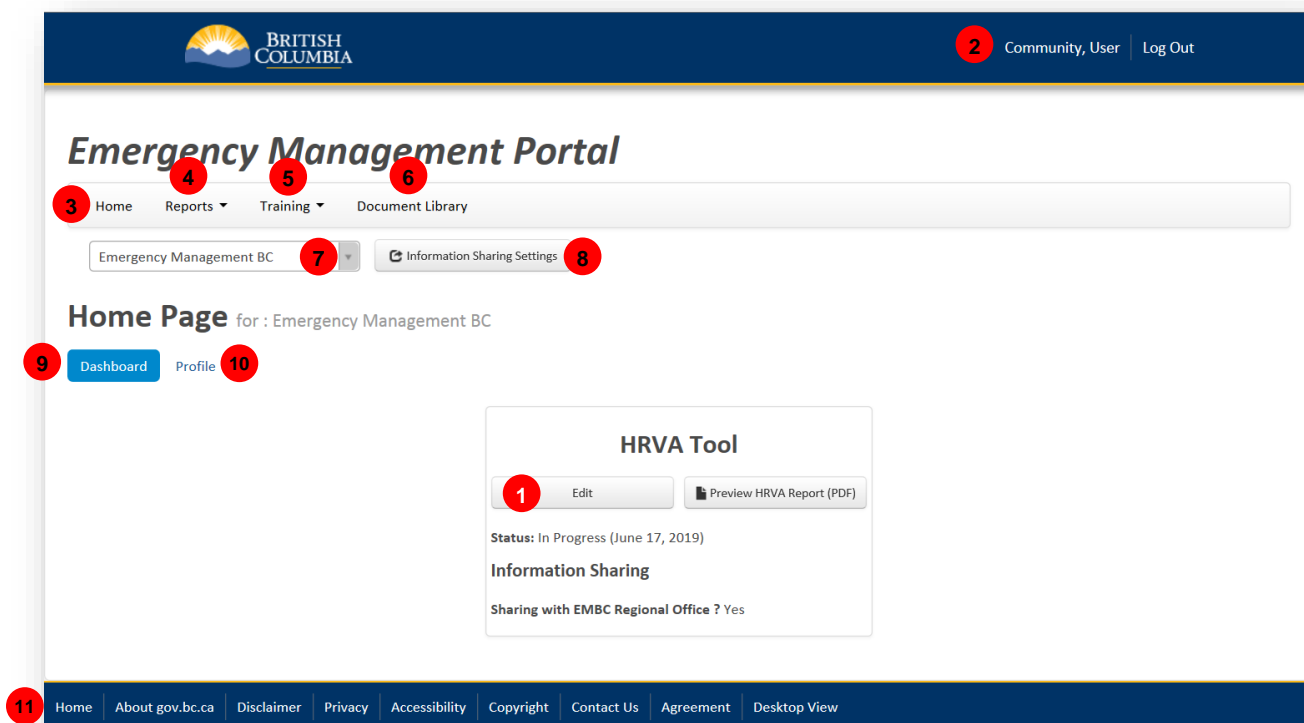 BRITISH
COLUMBIA
2 Community, User Log Out
Emergency Management Portal
4 5 6
3 Home Reports Training Document Library
Emergency Management BC 7 Information Sharing Settings 8
Home Page for : Emergency Management BC
9 Dashboard Profile 10
HRVA Tool
1 Edit Preview HRVA Report (PDF)
Status: In Progress (June 17, 2019)
Information Sharing
Sharing with EMBC Regional Office ? Yes
11 Home About gov.bc.ca Disclaimer Privacy Accessibility Copyright Contact Us Agreement Desktop View